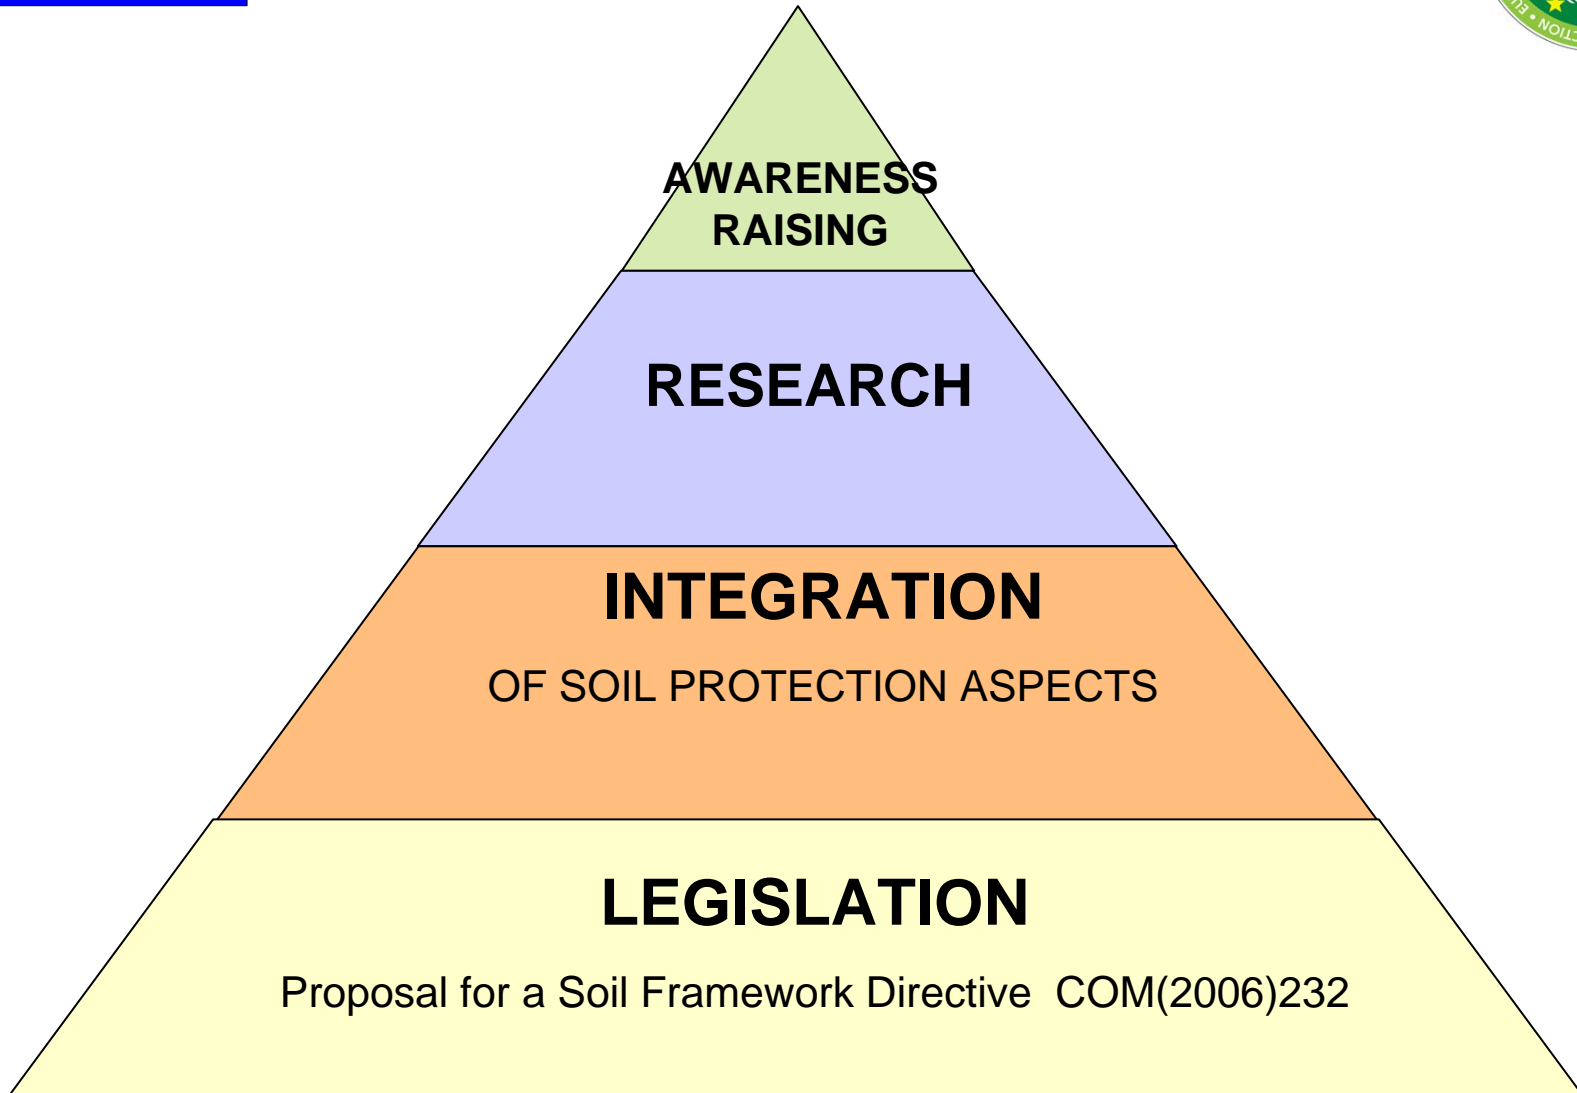 AWARENESS
RAISING
RESEARCH
INTEGRATION
OF SOIL PROTECTION ASPECTS
LEGISLATION
Proposal for a Soil Framework Directive COM(2006)232